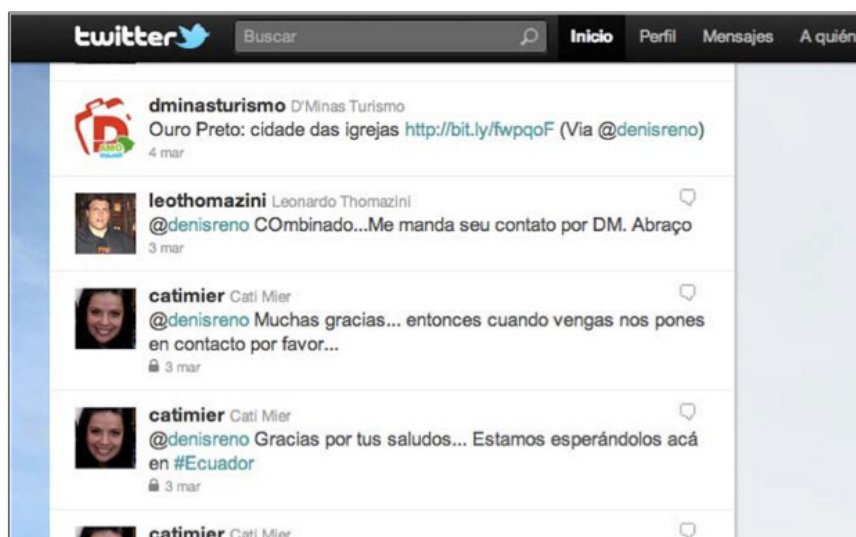 twitter
Buscar
Inicio Perfil Mensajes A quién
dminasturismo D'Minas Turismo
Ouro Preto: cidade das igrejas http://bit.ly/fwpqoF (Via @denisreno)
4 mar
D
AMO
VIAJAR
leothomazini Leonardo Thomazini
@denisreno COmbinado...Me manda seu contato por DM. Abraço
3 mar
catimier Cati Mier
@denisreno Muchas gracias... entonces cuando vengas nos pones
en contacto por favor...
3 mar
catimier Cati Mier
@denisreno Gracias por tus saludos... Estamos esperándolos acá
en #Ecuador
3 mar
catimier Cati Mier